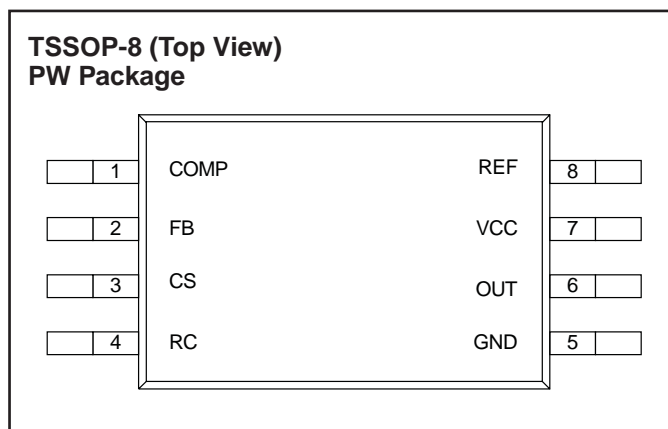 TSSOP-8 (Top View)
PW Package
1 COMP REF 8
2 FB VCC 7
3 CS OUT 6
4 RC GND 5